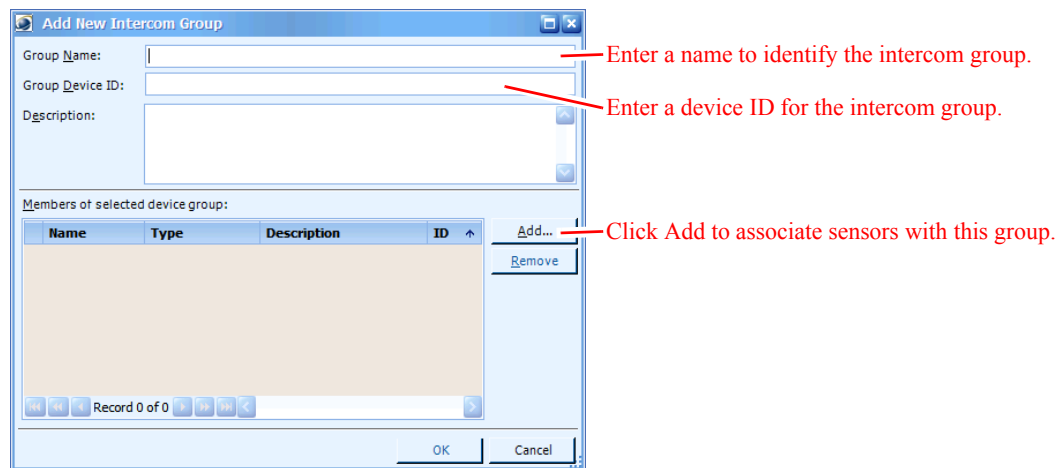 Add New Intercom Group
Group Name:
Enter a name to identify the intercom group.
Group Device ID:
Enter a device ID for the intercom group.
Description:
Members of selected device group:
Name Type Description ID
Add...
Click Add to associate sensors with this group.
Remove
Record 0 of 0
OK Cancel